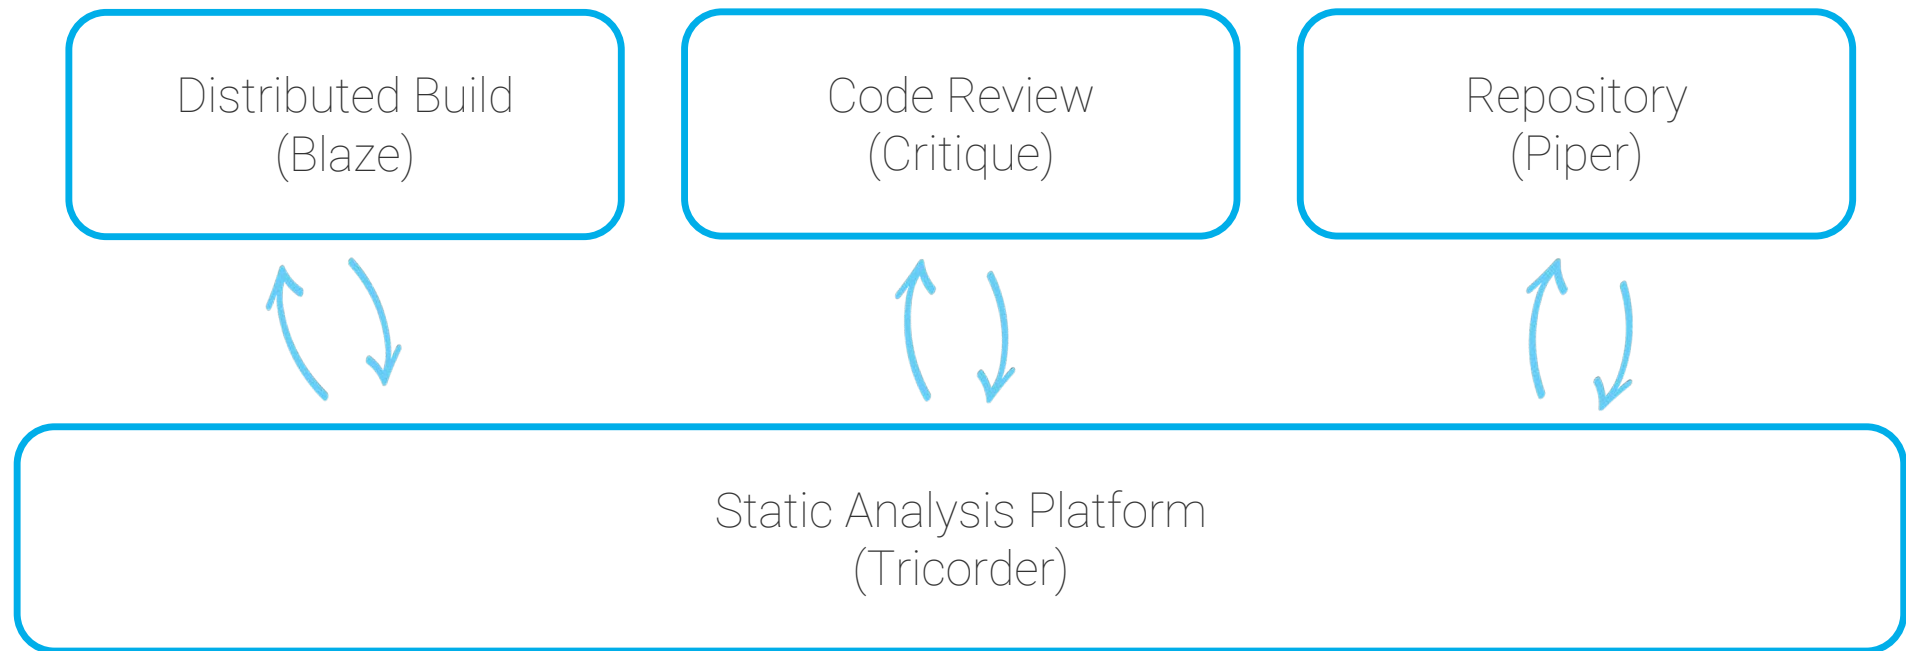 Distributed Build
(Blaze)
Code Review
(Critique)
Repository
(Piper)
Static Analysis Platform
(Tricorder)